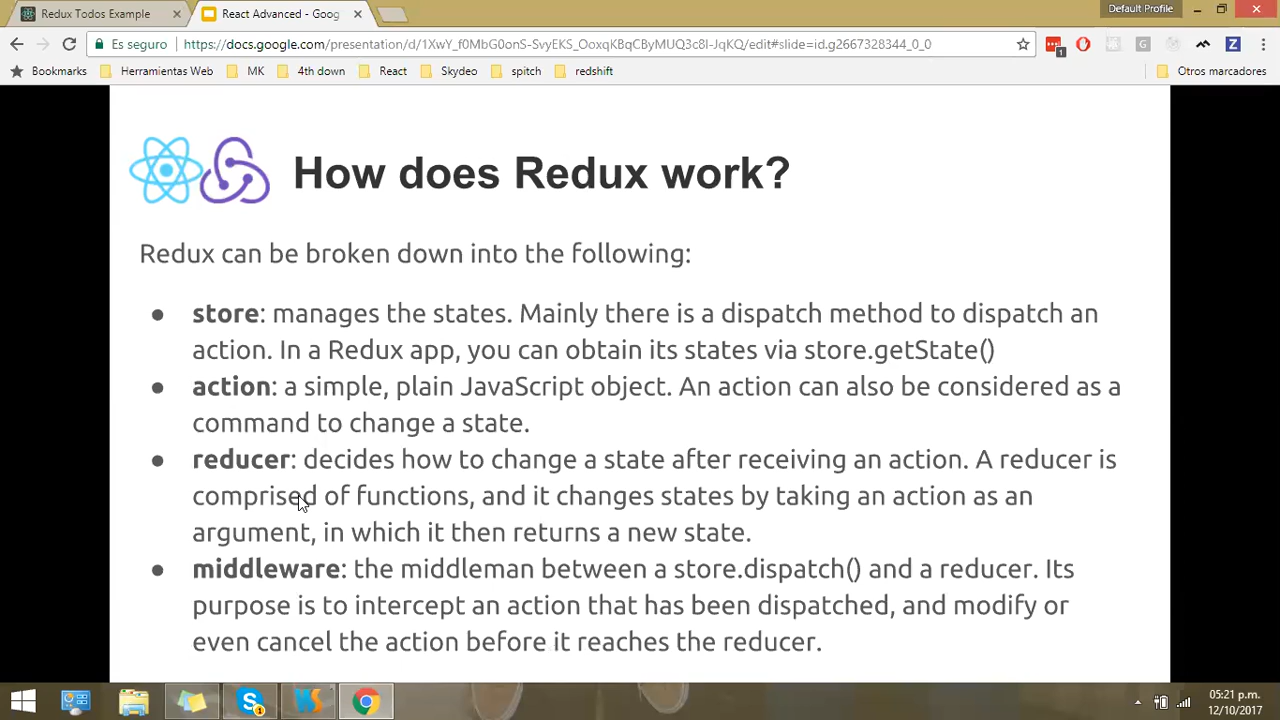 Redux Todos Example
React Advanced - Goog
Default Profile
Es seguro
https://docs.google.com/presentation/d/1XwY_f0MbG0orS-SvyEKS_OoxqKRqCByMUQ3c8I-JqKQ/edit#slide=id.g2667328344_0_0
1
G
Z
Bookmarks
Herramientas Web
MK
4th down
React
Skydeo
spitch
redshift
Otros marcadores
How does Redux work?
Redux can be broken down into the following:
● store: manages the states. Mainly there is a dispatch method to dispatch an
action. In a Redux app, you can obtain its states via store.getState()
● action: a simple, plain JavaScript object. An action can also be considered as a
command to change a state.
● reducer: decides how to change a state after receiving an action. A reducer is
comprised of functions, and it changes states by taking an action as an
argument, in which it then returns a new state.
● middleware: the middleman between a store.dispatch() and a reducer. Its
purpose is to intercept an action that has been dispatched, and modify or
even cancel the action before it reaches the reducer.
05:21 p.m.
12/10/2017